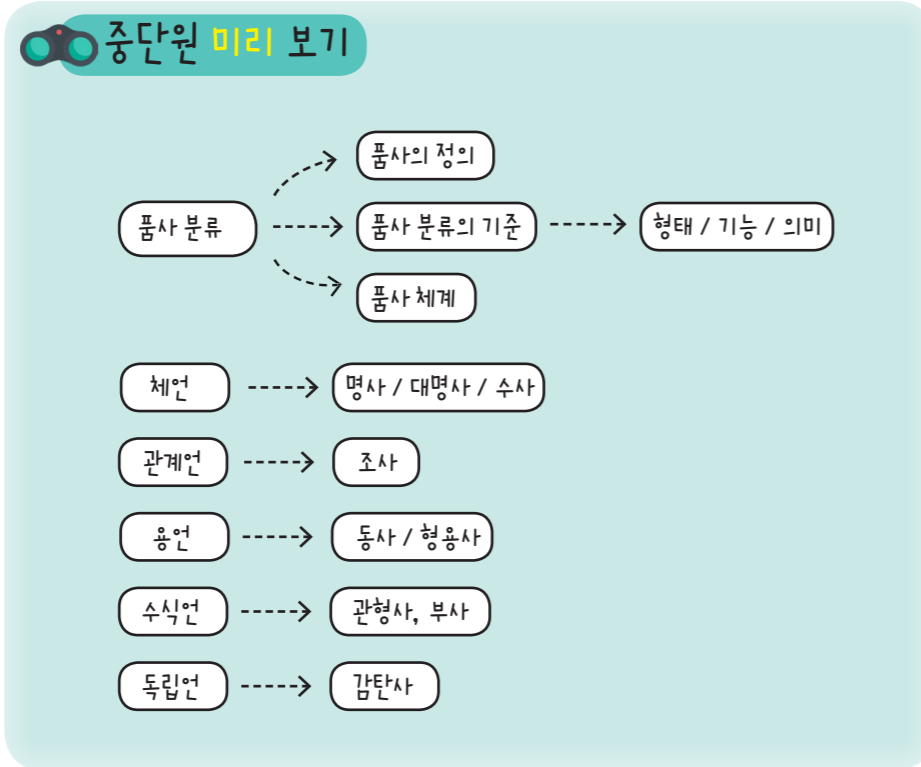 중단원 미리 보기
품사의 정의
품사 분류
품사 분류의 기준
형태 / 기능 / 의미
품사 체계
체언
명사 / 대명사 / 수사
관계언
조사
용언
동사 / 형용사
수식언
관형사, 부사
독립언
감탄사